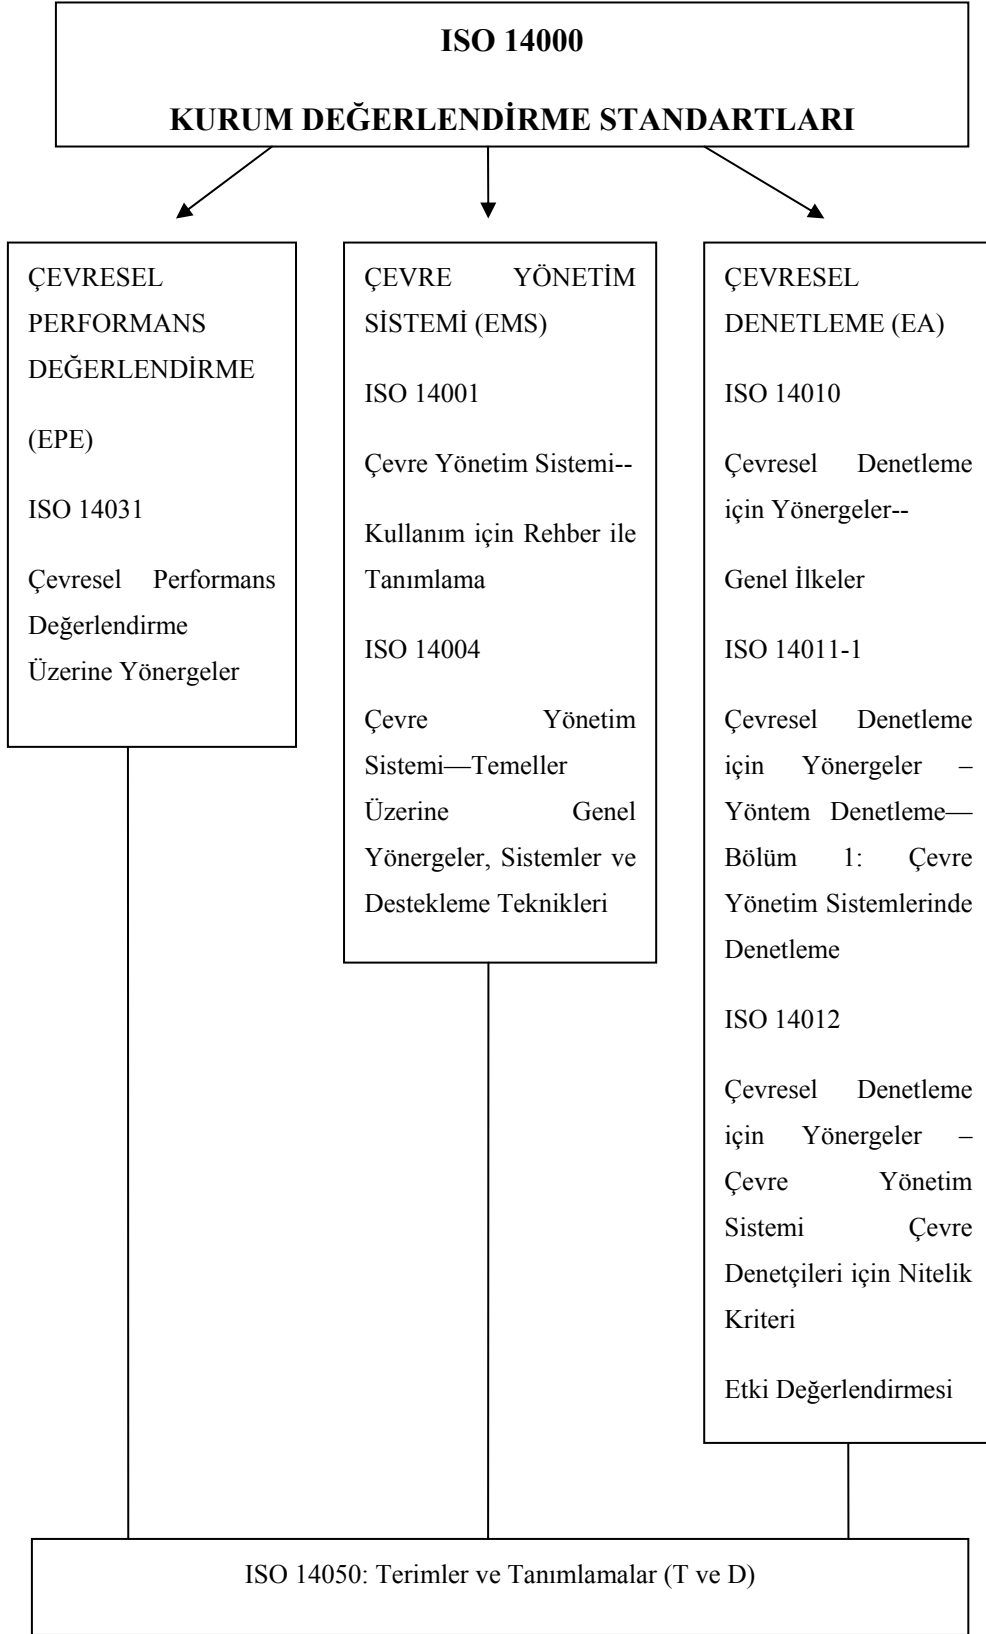 ISO 14000
KURUM DEĞERLENDİRME STANDARTLARI
ÇEVRESEL
PERFORMANS
DEĞERLENDİRME
(EPE)
ISO 14031
Çevresel Performans
Değerlendirme
Üzerine Yönergeler
ÇEVRE YÖNETİM
SİSTEMİ (EMS)
ISO 14001
Çevre Yönetim Sistemi--
Kullanım için Rehber ile
Tanımlama
ISO 14004
Çevre Yönetim
Sistemi—Temeller
Üzerine Genel
Yönergeler, Sistemler ve
Destekleme Teknikleri
ÇEVRESEL
DENETLEME (EA)
ISO 14010
Çevresel Denetleme
için Yönergeler--
Genel İlkeler
ISO 14011-1
Çevresel Denetleme
için Yönergeler –
Yöntem Denetleme—
Bölüm 1: Çevre
Yönetim Sistemlerinde
Denetleme
ISO 14012
Çevresel Denetleme
için Yönergeler –
Çevre Yönetim
Sistemi Çevre
Denetçileri için Nitelik
Kriteri
Etki Değerlendirmesi
ISO 14050: Terimler ve Tanımlamalar (T ve D)